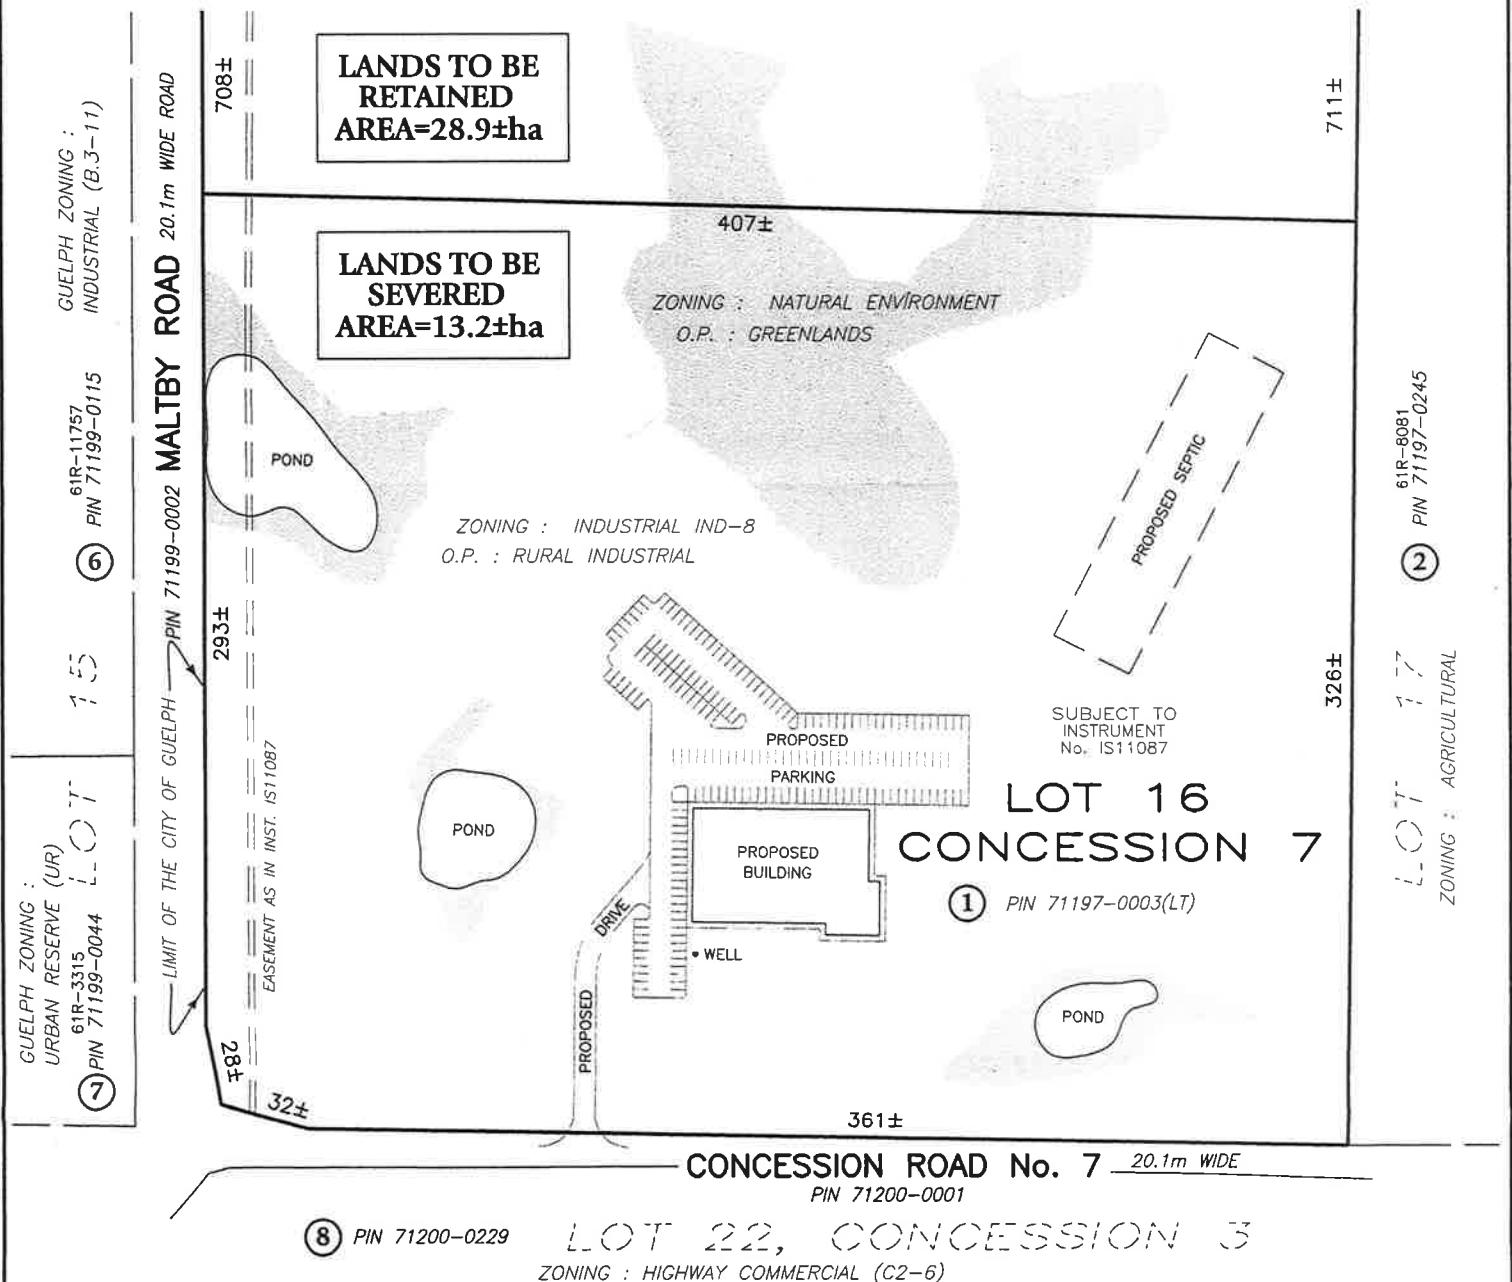 LANDS TO BE
RETAINED
AREA=28.9±ha
708±
711±
407±
LANDS TO BE
SEVERED
AREA=13.2±ha
ZONING : NATURAL ENVIRONMENT
O.P. : GREENLANDS
GUELPH ZONING :
INDUSTRIAL (B.3-11)
MALTBY ROAD 20.1m WIDE ROAD
PIN 71199-0002
61R-11757
PIN 71199-0115
6
POND
ZONING : INDUSTRIAL IND-8
O.P. : RURAL INDUSTRIAL
PROPOSED SEPTIC
61R-8081
PIN 71197-0245
2
293±
326±
LOT 15
LOT 17
ZONING : AGRICULTURAL
LIMIT OF THE CITY OF GUELPH
EASEMENT AS IN INST. IS11087
SUBJECT TO
INSTRUMENT
No. IS11087
PROPOSED
PARKING
LOT 16
CONCESSION 7
1 PIN 71197-0003(LT)
POND
PROPOSED
BUILDING
PROPOSED DRIVE
WELL
POND
GUELPH ZONING :
URBAN RESERVE (UR)
61R-3315
PIN 71199-0044
7
28±
32±
361±
CONCESSION ROAD No. 7 20.1m WIDE
PIN 71200-0001
8 PIN 71200-0229 LOT 22, CONCESSION 3
ZONING : HIGHWAY COMMERCIAL (C2-6)